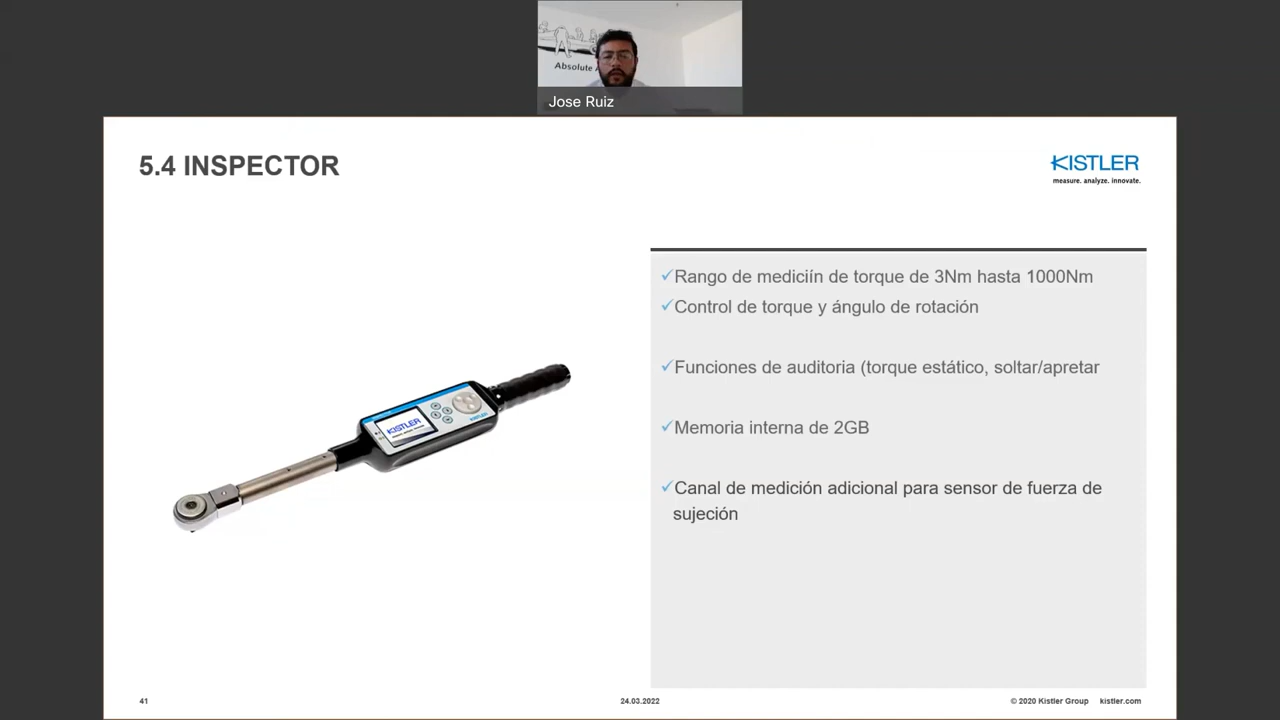 Absolute A
Jose Ruiz
5.4 INSPECTOR
KISTLER
measure. analyze. innovate.
✓Rango de mediciín de torque de 3Nm hasta 1000Nm
✓Control de torque y ángulo de rotación
✓Funciones de auditoria (torque estático, soltar/apretar
✓Memoria interna de 2GB
✓Canal de medición adicional para sensor de fuerza de
sujeción
KISTLER
KISTLER
41
24.03.2022
© 2020 Kistler Group
kistler.com